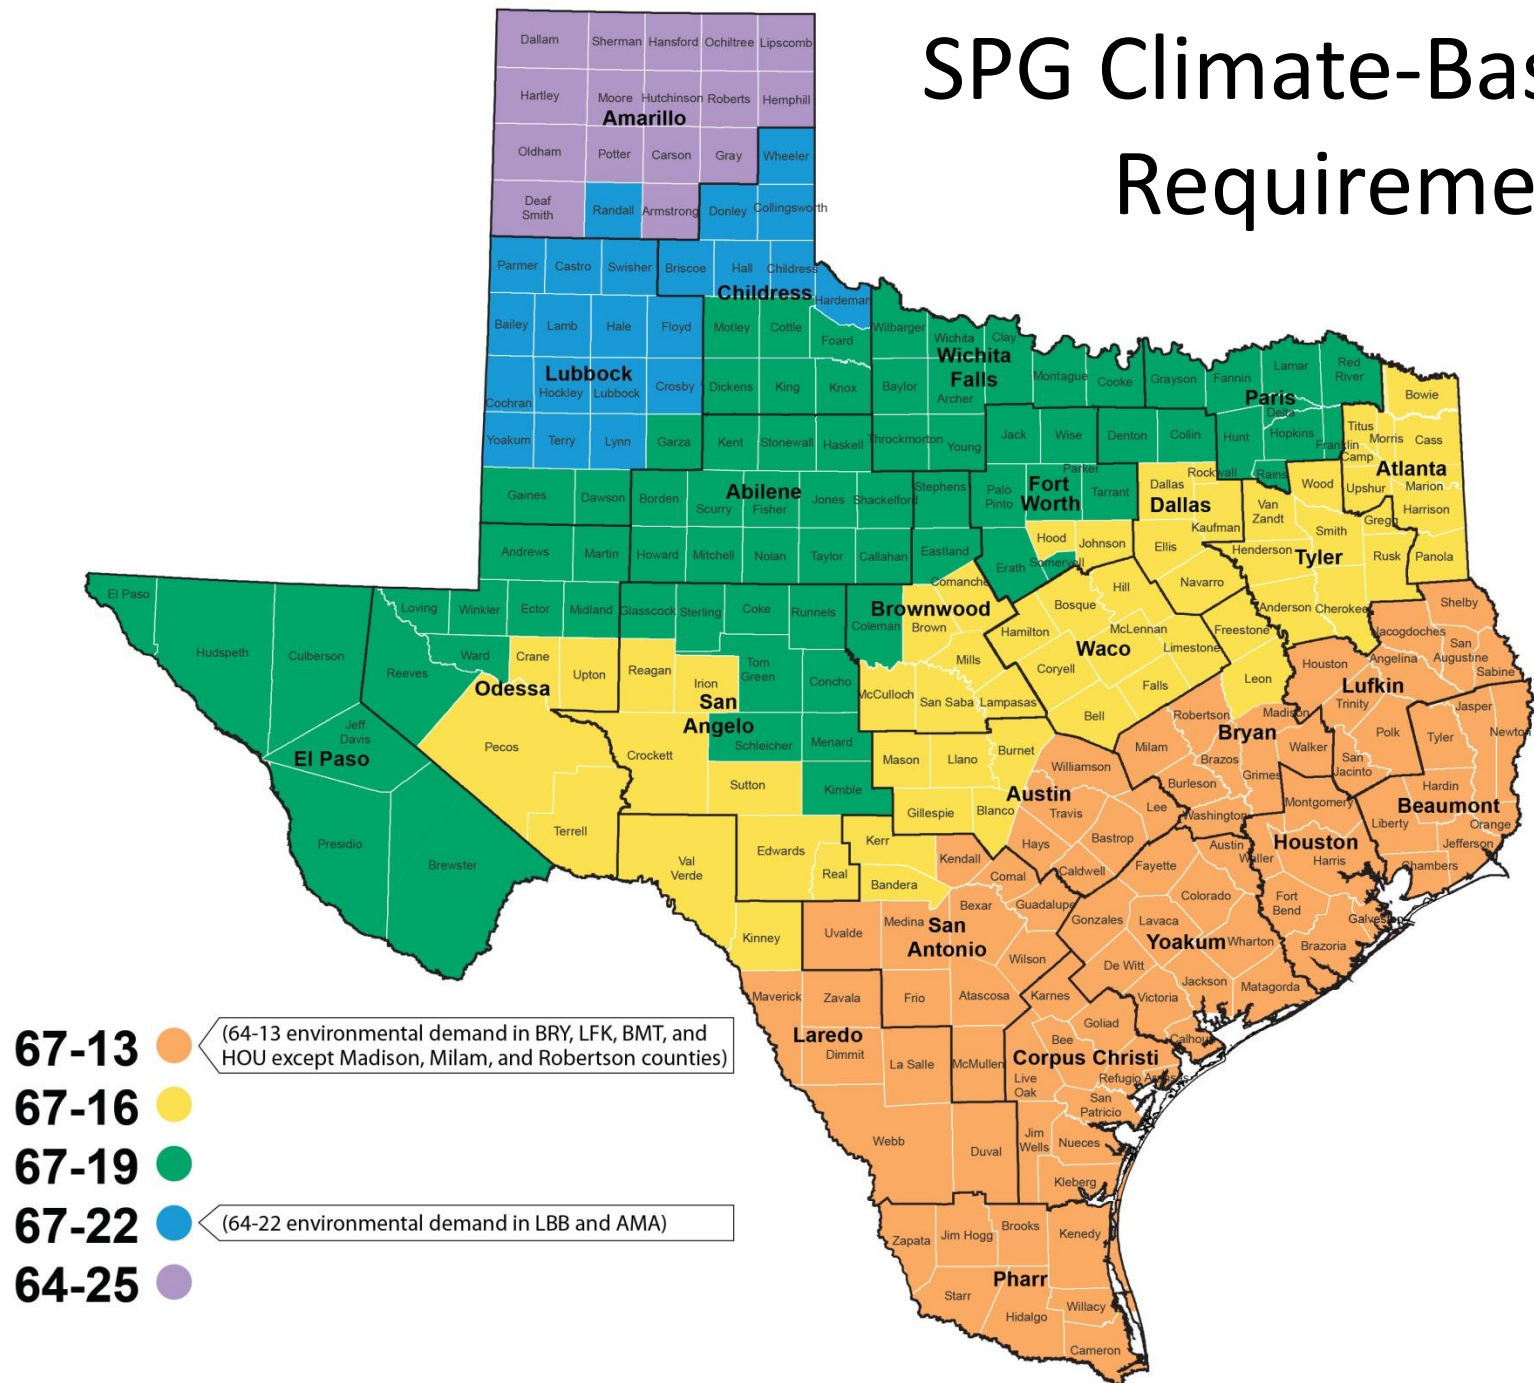 SPG Climate-Bas
Requireme
Dallam
Sherman
Hansford
Ochiltree
Lipscomb
Hartley
Moore
Hutchinson
Roberts
Hemphill
Amarillo
Oldham
Potter
Carson
Gray
Wheeler
Deaf
Smith
Randall
Armstrong
Donley
Collingsworth
Parmer
Castro
Swisher
Briscoe
Hall
Childress
Childress
Hardeman
Bailey
Lamb
Hale
Floyd
Motley
Cottle
Foard
Wilbarger
Wichita
Clay
Wichita
Falls
Lubbock
Cochran
Hockley
Lubbock
Crosby
Dickens
King
Knox
Baylor
Archer
Montague
Cooke
Grayson
Fannin
Lamar
Red
River
Paris
Delta
Bowie
Yoakum
Terry
Lynn
Garza
Kent
Stonewall
Haskell
Throckmorton
Young
Jack
Wise
Denton
Collin
Hunt
Hopkins
Franklin
Titus
Morris
Cass
Camp
Atlanta
Gaines
Dawson
Borden
Abilene
Scurry
Fisher
Jones
Shackelford
Stephens
Palo
Pinto
Parker
Fort
Worth
Tarrant
Dallas
Rockwall
Dallas
Rains
Wood
Upshur
Marion
Harrison
Van
Zandt
Kaufman
Smith
Gregg
Andrews
Martin
Howard
Mitchell
Nolan
Taylor
Callahan
Eastland
Erath
Hood
Johnson
Somervell
Ellis
Henderson
Tyler
Rusk
Panola
El Paso
Hudspeth
Culberson
Loving
Winkler
Ector
Midland
Glasscock
Sterling
Coke
Runnels
Coleman
Comanche
Brownwood
Brown
Bosque
Hill
Navarro
Anderson
Cherokee
Shelby
Nacogdoches
San
Augustine
Sabine
Reeves
Ward
Crane
Upton
Reagan
Irion
Tom
Green
Concho
Mills
Hamilton
McLennan
Limestone
Freestone
Waco
Coryell
Falls
Leon
Houston
Angelina
Lufkin
Trinity
Odessa
San
Angelo
McCulloch
San Saba
Lampasas
Bell
Robertson
Madison
Bryan
Polk
Jasper
Tyler
Newton
Jeff
Davis
El Paso
Pecos
Crockett
Schleicher
Menard
Mason
Llano
Burnet
Williamson
Milam
Brazos
Walker
San
Jacinto
Hardin
Sutton
Kimble
Gillespie
Blanco
Austin
Travis
Lee
Burleson
Grimes
Washington
Montgomery
Beaumont
Liberty
Orange
Jefferson
Chambers
Presidio
Brewster
Terrell
Val
Verde
Edwards
Real
Kerr
Bandera
Kendall
Hays
Bastrop
Comal
Caldwell
Fayette
Austin
Waller
Houston
Harris
Kinney
Uvalde
Medina
Bexar
San
Antonio
Guadalupe
Wilson
Gonzales
Lavaca
Colorado
Yoakum
Wharton
Fort
Bend
Brazoria
Galveston
De Witt
Jackson
Matagorda
Maverick
Zavala
Frio
Atascosa
Karnes
Victoria
Goliad
Calhoun
Laredo
Dimmit
La Salle
McMullen
Bee
Corpus Christi
Live
Oak
Refugio
Aransas
San
Patricio
Webb
Duval
Jim
Wells
Nueces
Kleberg
Zapata
Jim Hogg
Brooks
Kenedy
Pharr
Starr
Hidalgo
Willacy
Cameron
67-13
(64-13 environmental demand in BRY, LFK, BMT, and
HOU except Madison, Milam, and Robertson counties)
67-16
67-19
67-22
(64-22 environmental demand in LBB and AMA)
64-25